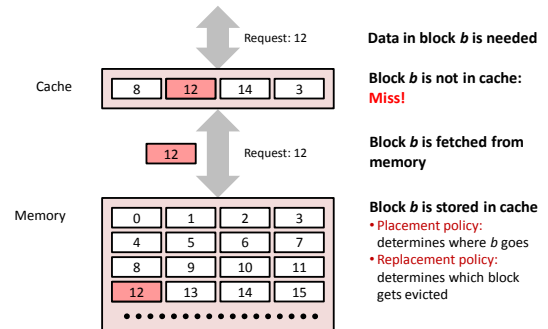 Request: 12
Data in block b is needed
Cache
8 12 14 3
Block b is not in cache:
Miss!
12
Request: 12
Block b is fetched from
memory
Memory
0 1 2 3
4 5 6 7
8 9 10 11
12 13 14 15
Block b is stored in cache
• Placement policy:
determines where b goes
• Replacement policy:
determines which block
gets evicted